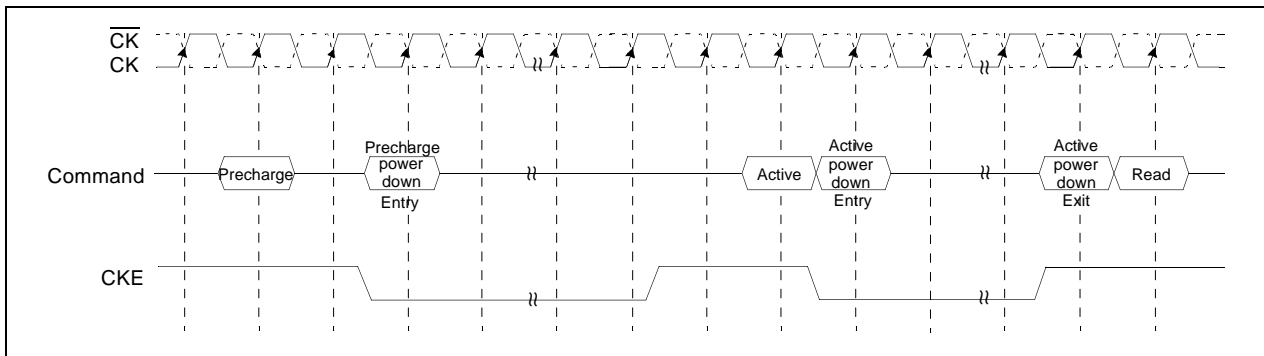 CK
CK
Command
Precharge
Precharge
power
down
Entry
Active
Active
power
down
Entry
Active
power
down
Exit
Read
CKE